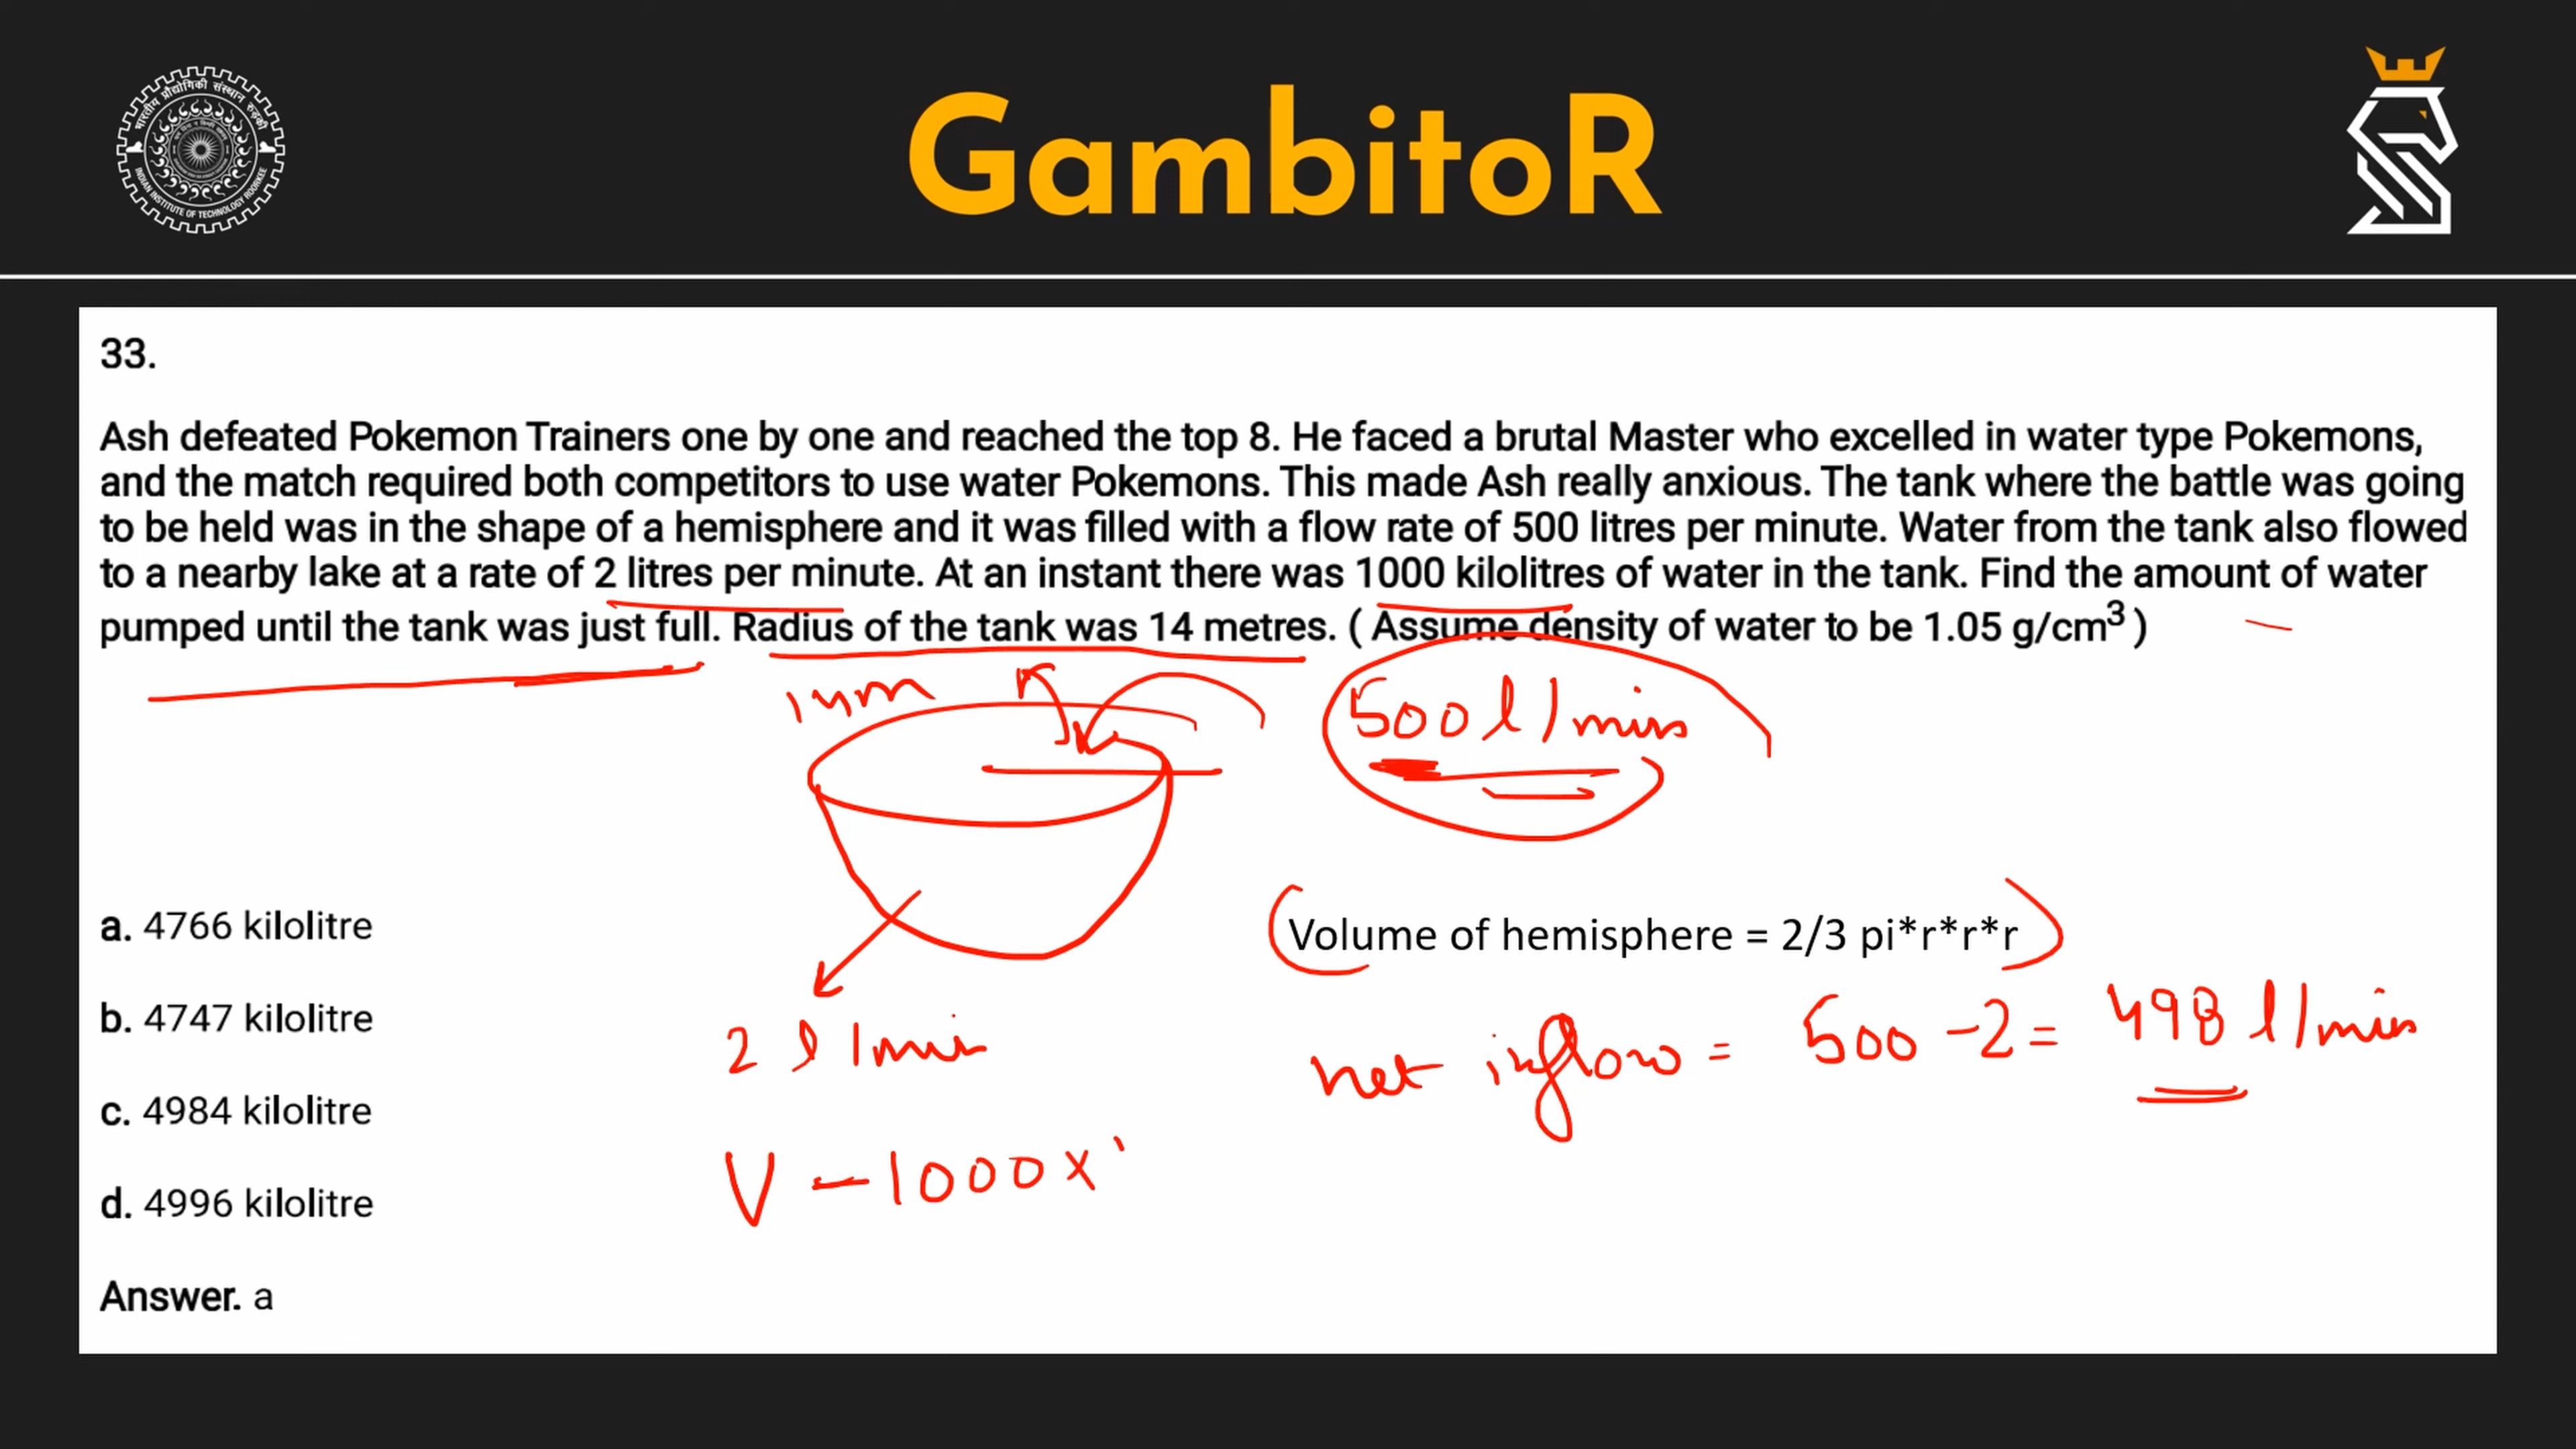 भारतीय प्रौद्योगिकी संस्थान रुड़की
INDIAN INSTITUTE OF TECHNOLOGY ROORKEE
GambitoR
33.
Ash defeated Pokemon Trainers one by one and reached the top 8. He faced a brutal Master who excelled in water type Pokemons,
and the match required both competitors to use water Pokemons. This made Ash really anxious. The tank where the battle was going
to be held was in the shape of a hemisphere and it was filled with a flow rate of 500 litres per minute. Water from the tank also flowed
to a nearby lake at a rate of 2 litres per minute. At an instant there was 1000 kilolitres of water in the tank. Find the amount of water
pumped until the tank was just full. Radius of the tank was 14 metres. ( Assume density of water to be 1.05 g/cm³ )
14m
500 l/min
a. 4766 kilolitre
Volume of hemisphere = 2/3 pi*r*r*r
b. 4747 kilolitre
2 l/min
net inflow = 500 - 2 = 498 l/min
c. 4984 kilolitre
V - 1000 x
d. 4996 kilolitre
Answer. a